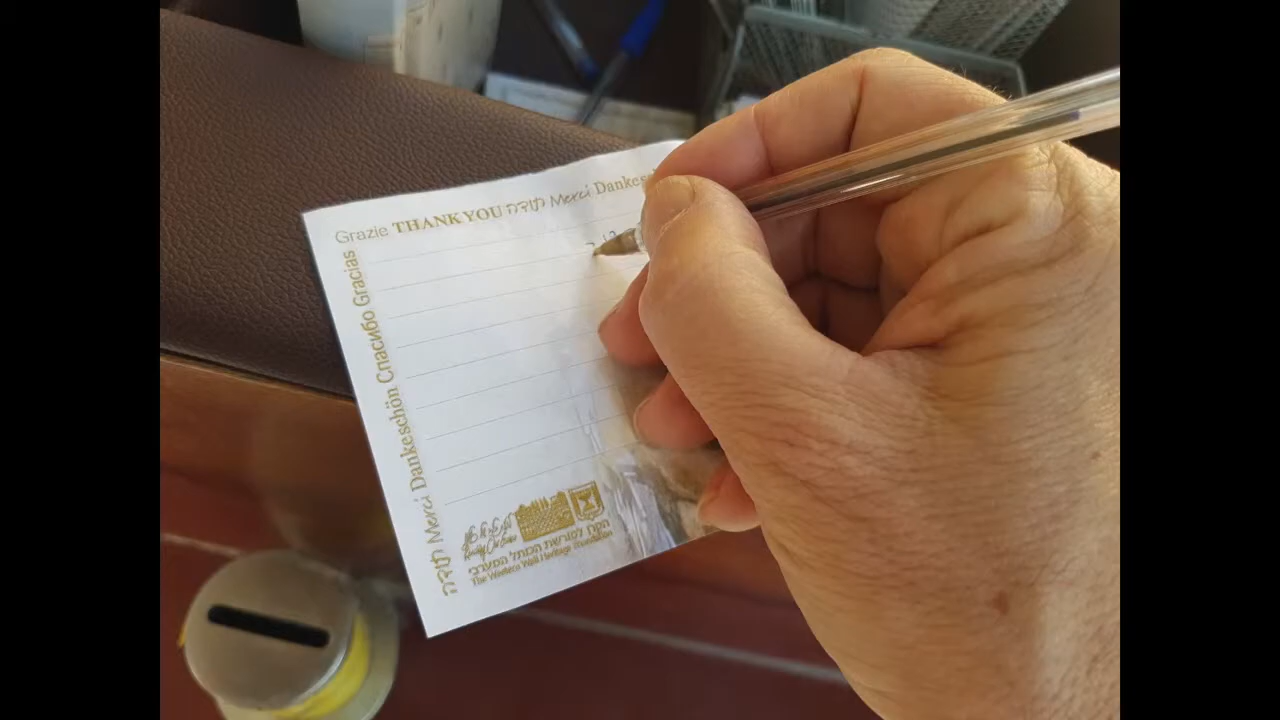 Grazie THANK YOU תודה Merci Dankes
תודה Merci Dankeschön Спасибо Gracias
הקרן למורשת הכותל המערבי
The Western Wall Heritage Foundation